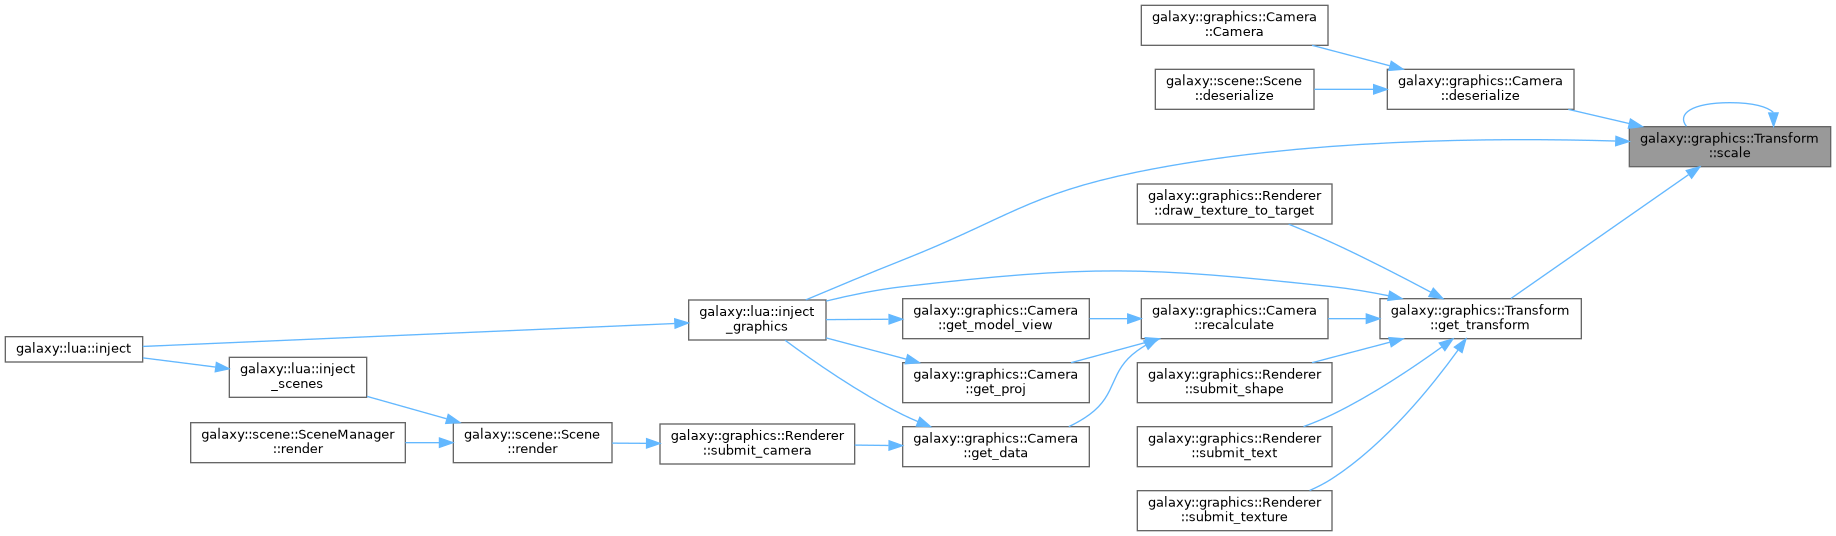 galaxy::graphics::Camera
::Camera
galaxy::scene::Scene
::deserialize
galaxy::graphics::Camera
::deserialize
galaxy::graphics::Transform
::scale
galaxy::graphics::Renderer
::draw_texture_to_target
galaxy::lua::inject
_graphics
galaxy::graphics::Camera
::get_model_view
galaxy::graphics::Camera
::recalculate
galaxy::graphics::Transform
::get_transform
galaxy::lua::inject
galaxy::lua::inject
_scenes
galaxy::graphics::Camera
::get_proj
galaxy::graphics::Renderer
::submit_shape
galaxy::scene::SceneManager
::render
galaxy::scene::Scene
::render
galaxy::graphics::Renderer
::submit_camera
galaxy::graphics::Camera
::get_data
galaxy::graphics::Renderer
::submit_text
galaxy::graphics::Renderer
::submit_texture